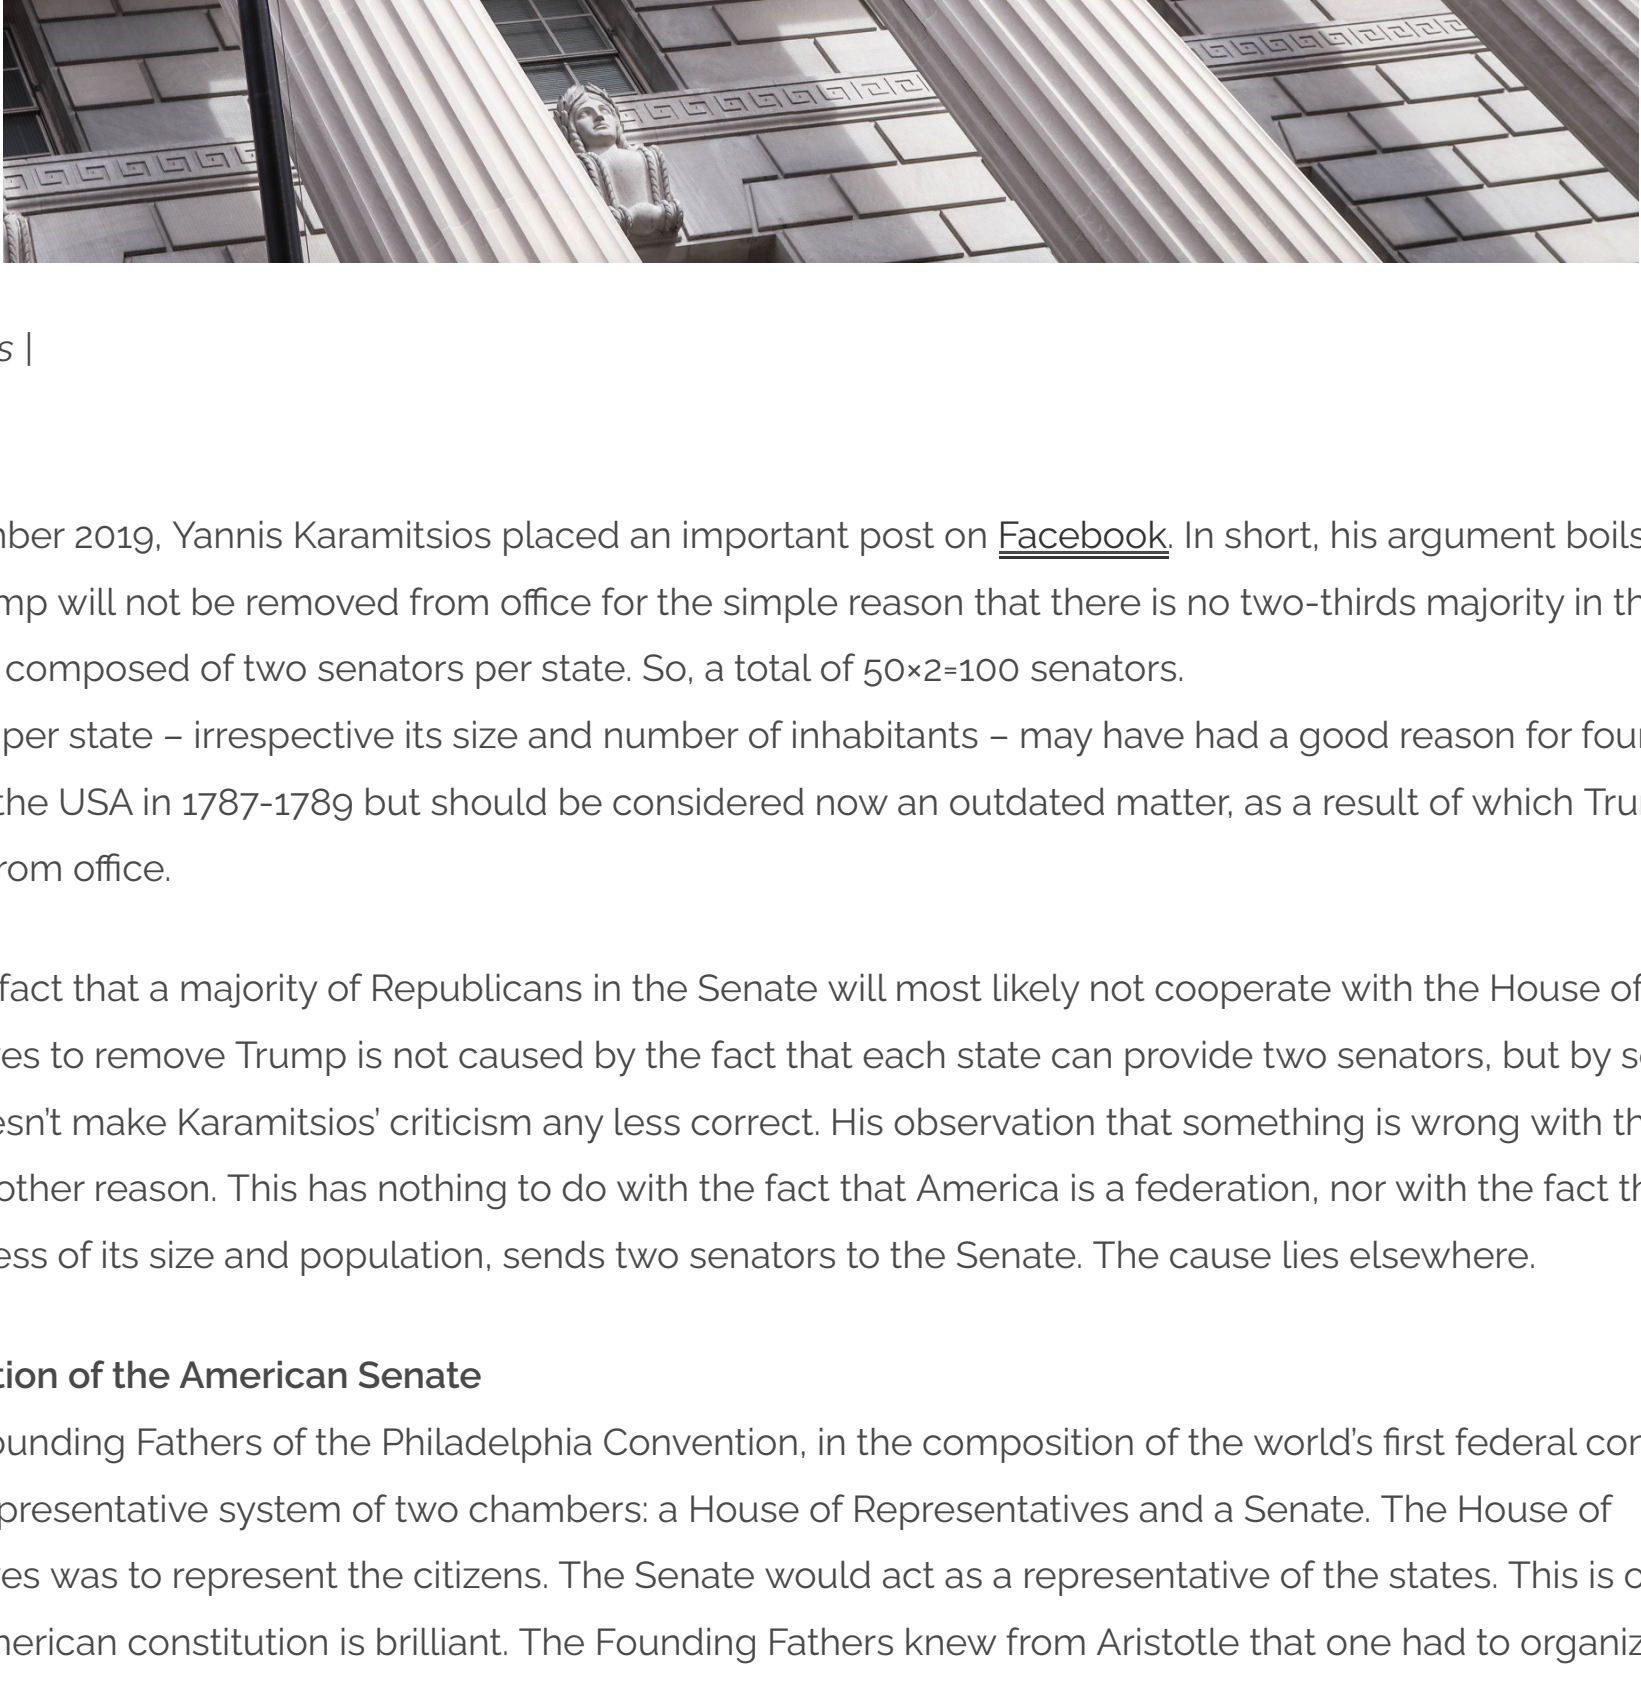 s |
mber 2019, Yannis Karamitsios placed an important post on Facebook. In short, his argument boils
mp will not be removed from office for the simple reason that there is no two-thirds majority in th
composed of two senators per state. So, a total of 50×2=100 senators.
per state – irrespective its size and number of inhabitants – may have had a good reason for four
the USA in 1787-1789 but should be considered now an outdated matter, as a result of which Tru
rom office.
fact that a majority of Republicans in the Senate will most likely not cooperate with the House of
es to remove Trump is not caused by the fact that each state can provide two senators, but by s
esn’t make Karamitsios’ criticism any less correct. His observation that something is wrong with th
other reason. This has nothing to do with the fact that America is a federation, nor with the fact th
ess of its size and population, sends two senators to the Senate. The cause lies elsewhere.
tion of the American Senate
ounding Fathers of the Philadelphia Convention, in the composition of the world’s first federal con
presentative system of two chambers: a House of Representatives and a Senate. The House of
es was to represent the citizens. The Senate would act as a representative of the states. This is o
nerican constitution is brilliant. The Founding Fathers knew from Aristotle that one had to organiz